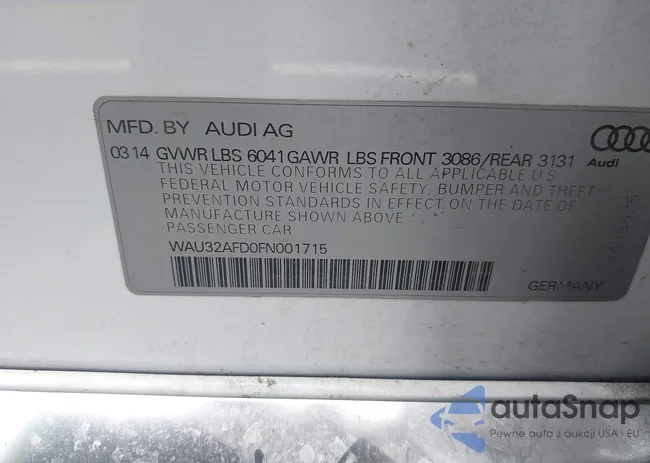 MFD. BY AUDI AG
03 14 GVWR LBS 6041 GAWR LBS FRONT 3086/REAR 3131
Audi
THIS VEHICLE CONFORMS TO ALL APPLICABLE U S
FEDERAL MOTOR VEHICLE SAFETY, BUMPER AND THEFT
PREVENTION STANDARDS IN EFFECT ON THE DATE OF
MANUFACTURE SHOWN ABOVE
PASSENGER CAR
WAU32AFD0FN001715
GERMANY
autoSnap
Pewne auto z aukcji USA i EU